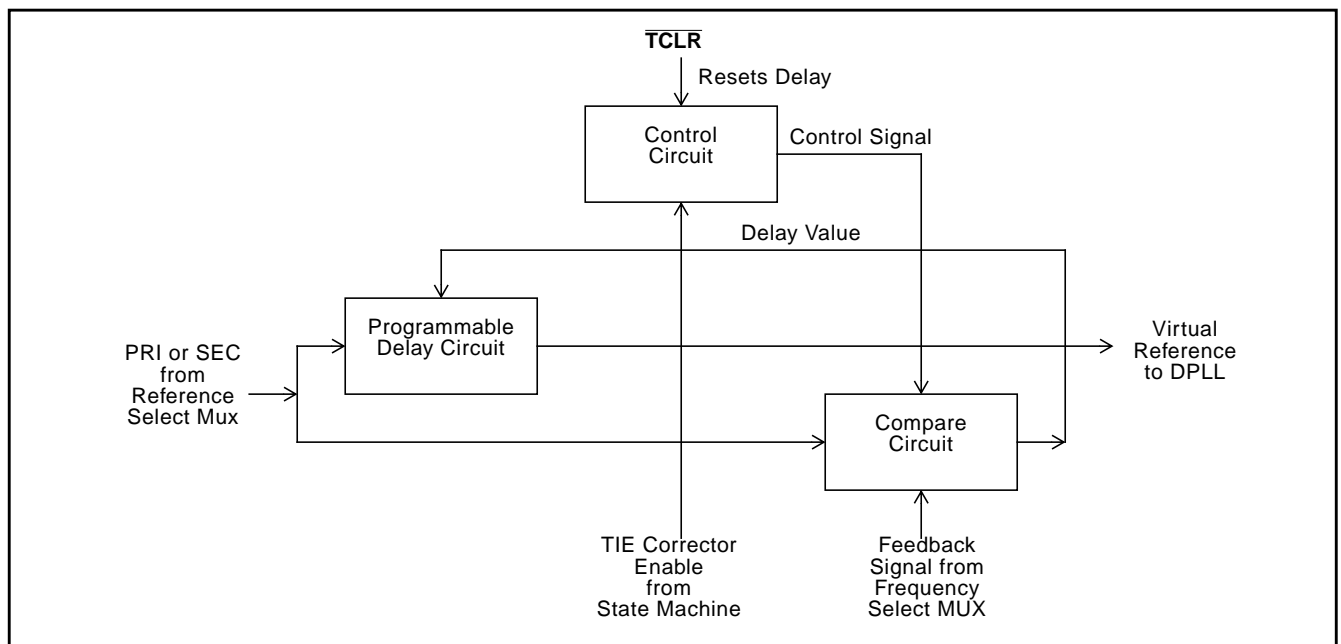 TCLR
Resets Delay
Control
Circuit
Control Signal
Delay Value
Programmable
Delay Circuit
PRI or SEC
from
Reference
Select Mux
Virtual
Reference
to DPLL
Compare
Circuit
TIE Corrector
Enable
from
State Machine
Feedback
Signal from
Frequency
Select MUX